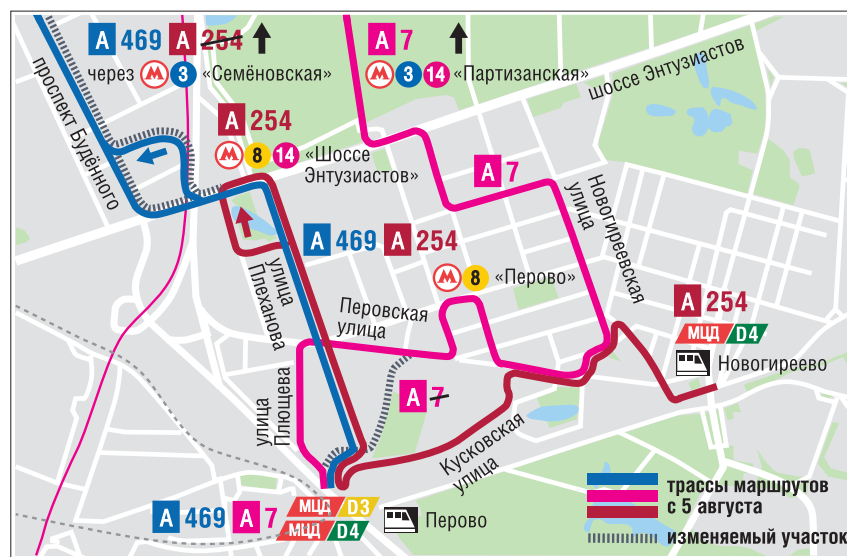 А 469 А 254
через М 3 «Семёновская»
А 7
М 3 14 «Партизанская»
шоссе Энтузиастов
проспект Будённого
А 254
М 8 14 «Шоссе
Энтузиастов»
А 7
Новогиреевская
улица
А 469 А 254
улица
Плеханова
М 8 «Перово»
Перовская
улица
А 254
МЦД D4
Новогиреево
А 7
улица
Плющева
Кусковская
улица
А 469 А 7
МЦД D3
МЦД D4
Перово
трассы маршрутов
с 5 августа
изменяемый участок